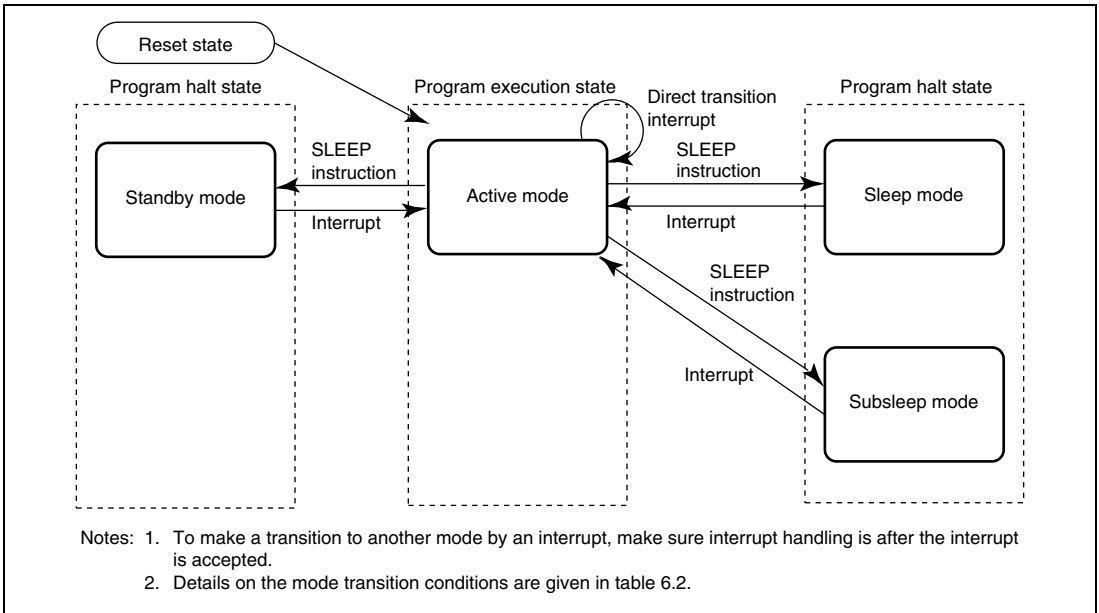 Reset state
Program halt state
Program execution state
Program halt state
Direct transition
interrupt
SLEEP
instruction
SLEEP
instruction
Standby mode
Active mode
Sleep mode
Interrupt
Interrupt
SLEEP
instruction
Interrupt
Subsleep mode
Notes: 1. To make a transition to another mode by an interrupt, make sure interrupt handling is after the interrupt
is accepted.
2. Details on the mode transition conditions are given in table 6.2.